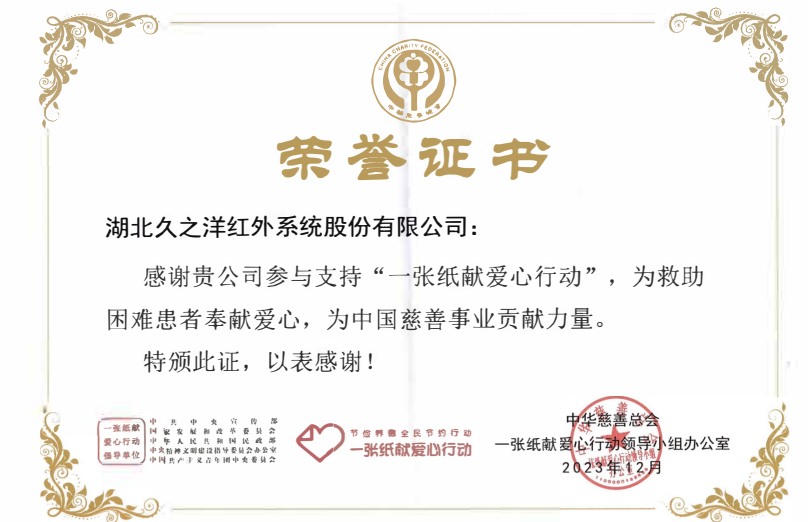 CHINA CHARITY FEDERATION
中华慈善总会
荣誉证书
湖北久之洋红外系统股份有限公司：
感谢贵公司参与支持“一张纸献爱心行动”，为救助
困难患者奉献爱心，为中国慈善事业贡献力量。
特颁此证，以表感谢！
一张纸献
爱心行动
倡导单位
中共中央宣传部
国家发展和改革委员会
中华人民共和国民政部
中央精神文明建设指导委员会办公室
中国共产主义青年团中央委员会
节俭养德全民节约行动
一张纸献爱心行动
中华慈善总会
一张纸献爱心行动领导小组办公室
2023年12月